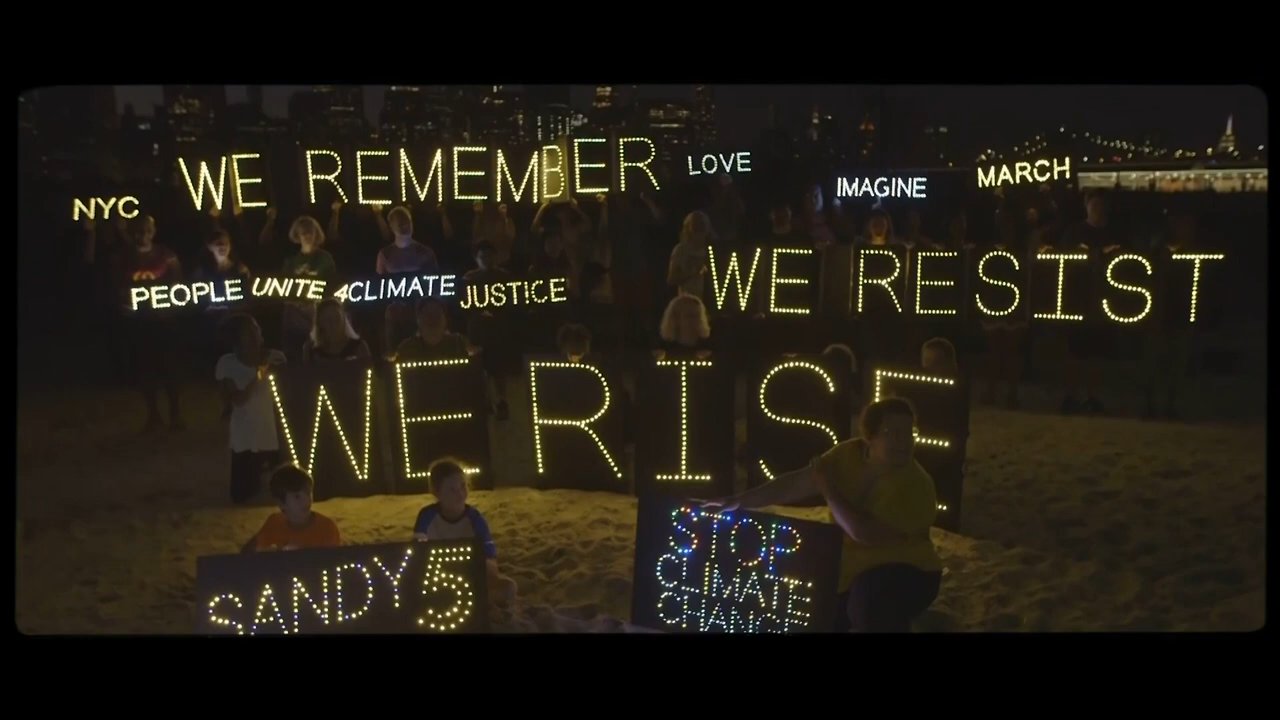 WE REMEMBER
LOVE
IMAGINE
MARCH
NYC
PEOPLE UNITE 4CLIMATE JUSTICE
WE RESIST
WE RISE
SANDY5
STOP
CLIMATE
CHANGE